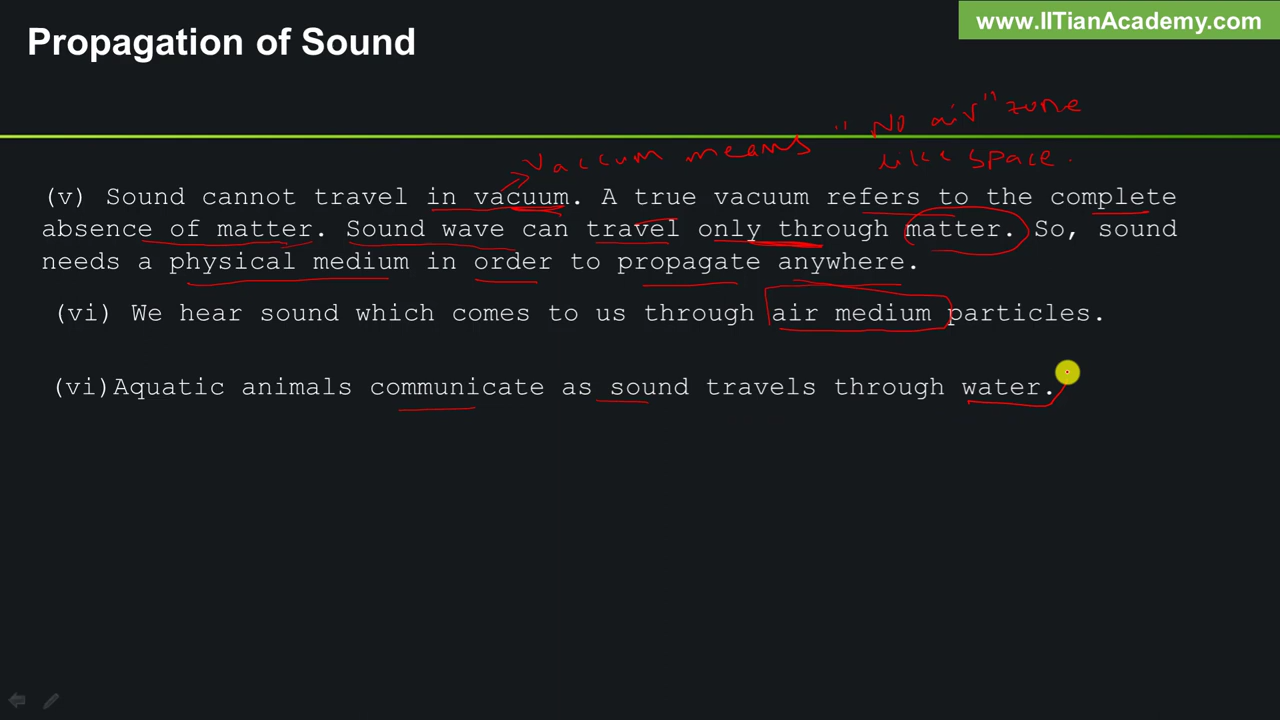 Propagation of Sound
www.IITianAcademy.com
Vaccum means "No air" zone
like space.
(v) Sound cannot travel in vacuum. A true vacuum refers to the complete
absence of matter. Sound wave can travel only through matter. So, sound
needs a physical medium in order to propagate anywhere.
(vi) We hear sound which comes to us through air medium particles.
(vi)Aquatic animals communicate as sound travels through water.